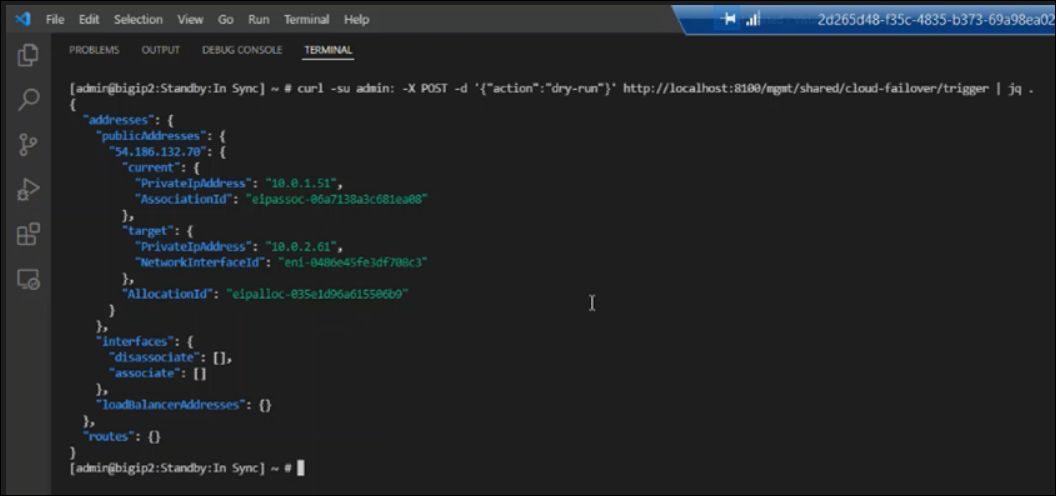 File Edit Selection View Go Run Terminal Help
2d265d48-f35c-4835-b373-69a98ea02
PROBLEMS OUTPUT DEBUG CONSOLE TERMINAL
[admin@bigip2:Standby:In Sync] ~ # curl -su admin: -X POST -d '{"action":"dry-run"}' http://localhost:8100/mgmt/shared/cloud-failover/trigger | jq .
{
  "addresses": {
    "publicAddresses": {
      "54.186.132.70": {
        "current": {
          "PrivateIpAddress": "10.0.1.51",
          "AssociationId": "eipassoc-06a7138a3c681ea08"
        },
        "target": {
          "PrivateIpAddress": "10.0.2.61",
          "NetworkInterfaceId": "eni-0486e45fe3df708c3"
        },
        "AllocationId": "eipalloc-035e1d96a615506b9"
      }
    },
    "interfaces": {
      "disassociate": [],
      "associate": []
    },
    "loadBalancerAddresses": {}
  },
  "routes": {}
}
[admin@bigip2:Standby:In Sync] ~ #